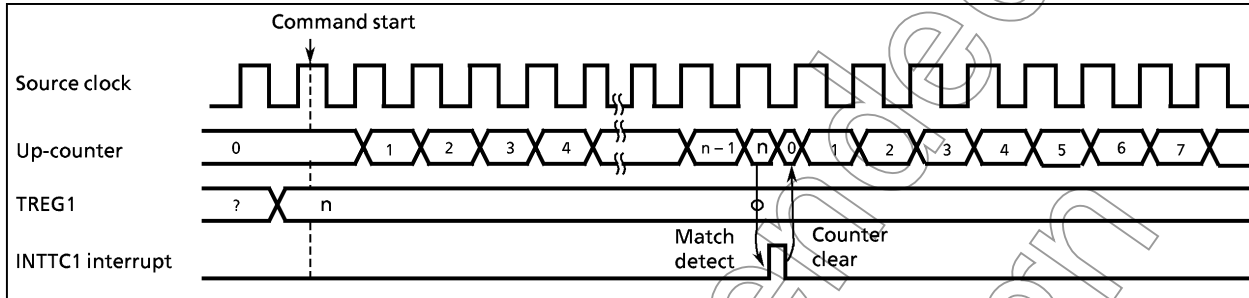 Command start
Source clock
Up-counter 0 1 2 3 4 n – 1 n 0 1 2 3 4 5 6 7
TREG1 ? n
Match detect
Counter clear
INTTC1 interrupt